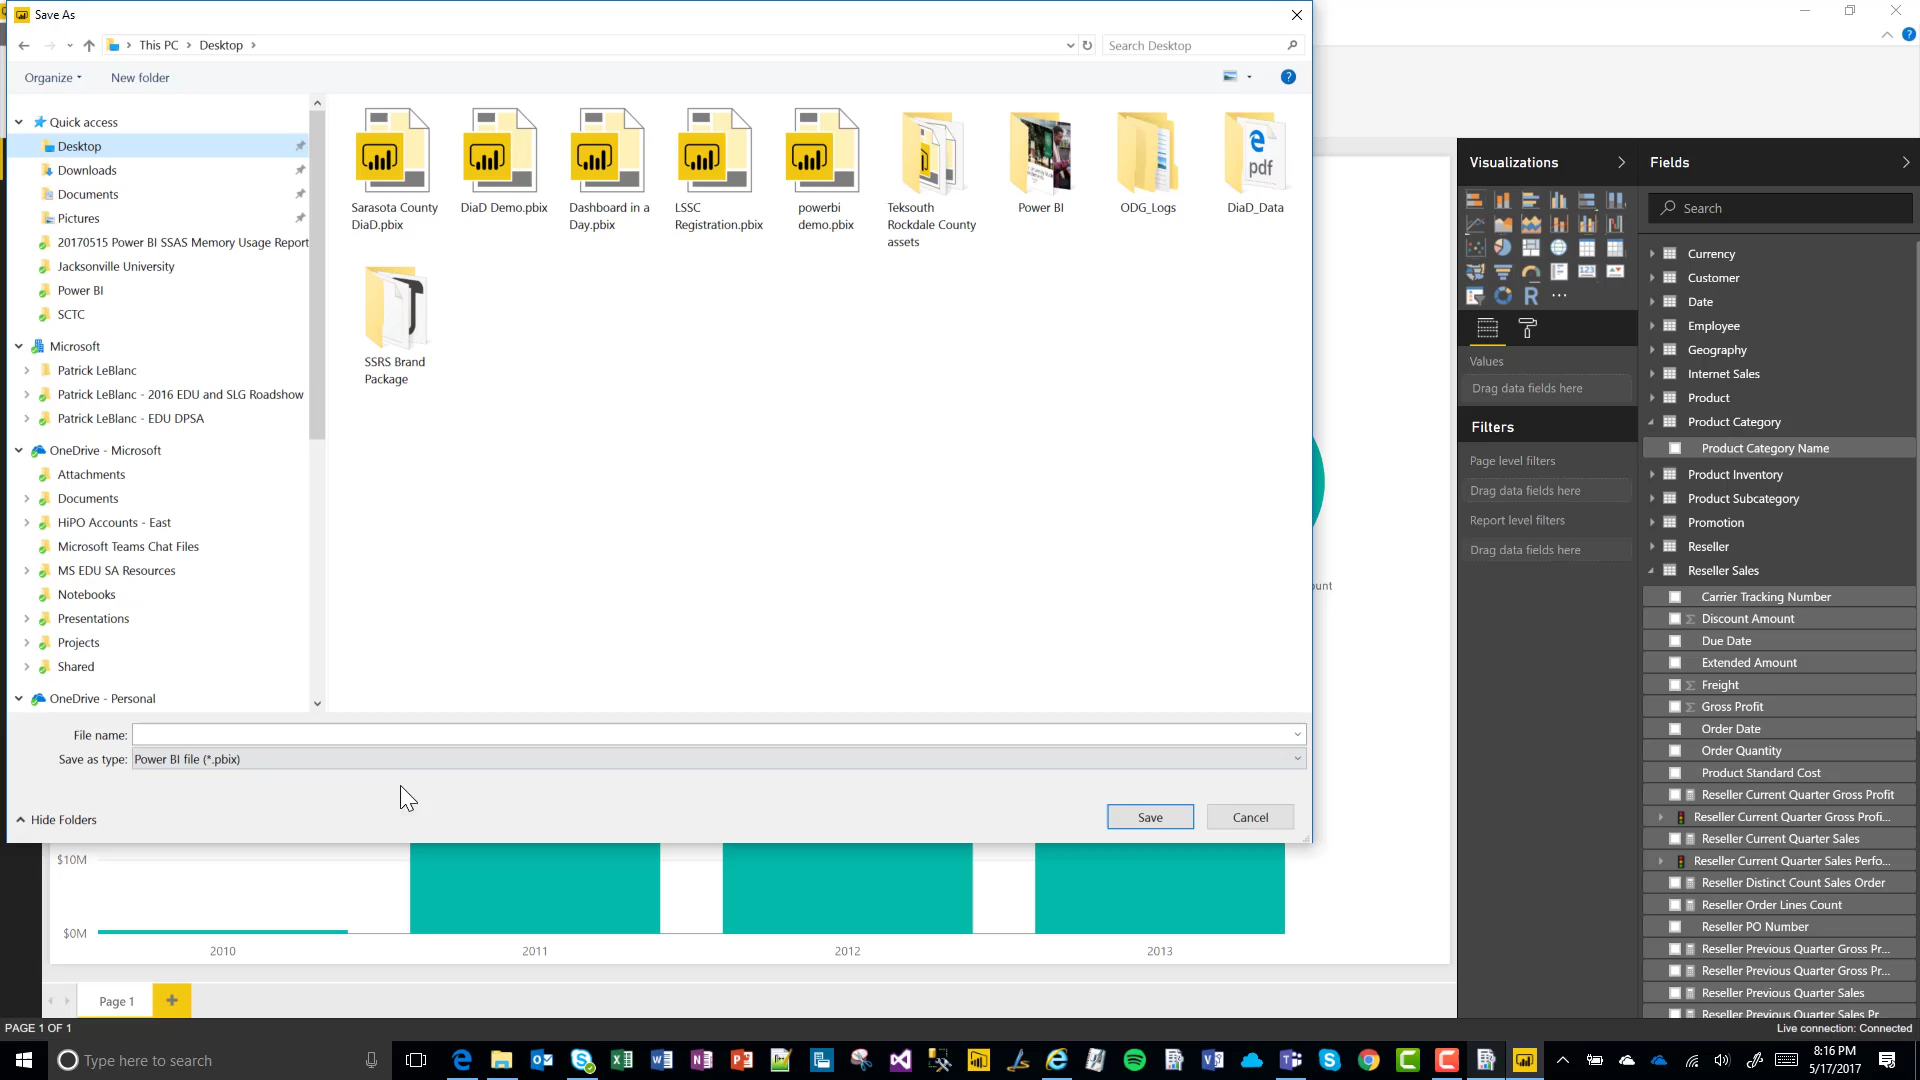 Save As
This PC
Desktop
Search Desktop
Organize
New folder
Quick access
Desktop
Downloads
Documents
Pictures
20170515 Power BI SSAS Memory Usage Report
Jacksonville University
Power BI
SCTC
Microsoft
Patrick LeBlanc
Patrick LeBlanc - 2016 EDU and SLG Roadshow
Patrick LeBlanc - EDU DPSA
OneDrive - Microsoft
Attachments
Documents
HiPO Accounts - East
Microsoft Teams Chat Files
MS EDU SA Resources
Notebooks
Presentations
Projects
Shared
OneDrive - Personal
Sarasota County
DiaD.pbix
DiaD Demo.pbix
Dashboard in a
Day.pbix
LSSC
Registration.pbix
powerbi
demo.pbix
Teksouth
Rockdale County
assets
Power BI
ODG_Logs
pdf
DiaD_Data
SSRS Brand
Package
File name:
Save as type: Power BI file (*.pbix)
Hide Folders
Save
Cancel
ount
$10M
$0M
2010
2011
2012
2013
Page 1
PAGE 1 OF 1
Visualizations
Values
Drag data fields here
Filters
Page level filters
Drag data fields here
Report level filters
Drag data fields here
Fields
Search
Currency
Customer
Date
Employee
Geography
Internet Sales
Product
Product Category
Product Category Name
Product Inventory
Product Subcategory
Promotion
Reseller
Reseller Sales
Carrier Tracking Number
Discount Amount
Due Date
Extended Amount
Freight
Gross Profit
Order Date
Order Quantity
Product Standard Cost
Reseller Current Quarter Gross Profit
Reseller Current Quarter Gross Profi...
Reseller Current Quarter Sales
Reseller Current Quarter Sales Perfo...
Reseller Distinct Count Sales Order
Reseller Order Lines Count
Reseller PO Number
Reseller Previous Quarter Gross Pr...
Reseller Previous Quarter Gross Pr...
Reseller Previous Quarter Sales
Reseller Previous Quarter Sales Pr
Live connection: Connected
Type here to search
8:16 PM
5/17/2017